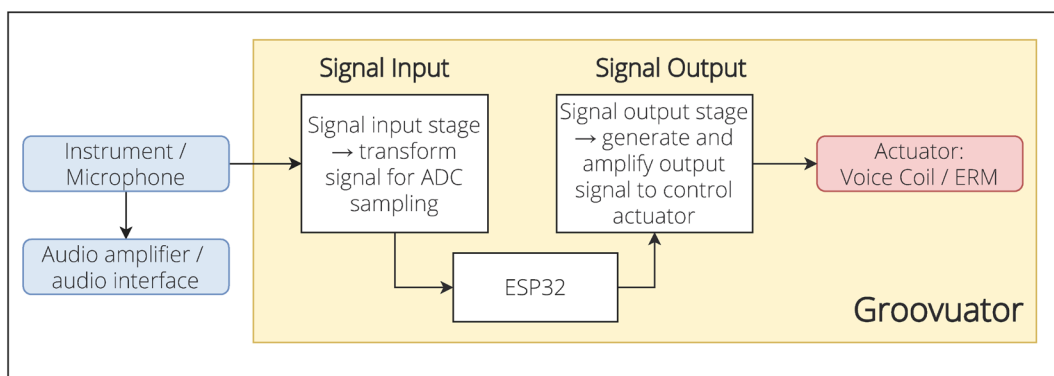 Signal Input
Signal Output
Instrument /
Microphone
Audio amplifier /
audio interface
Signal input stage
→ transform
signal for ADC
sampling
ESP32
Signal output stage
→ generate and
amplify output
signal to control
actuator
Actuator:
Voice Coil / ERM
Groovuator